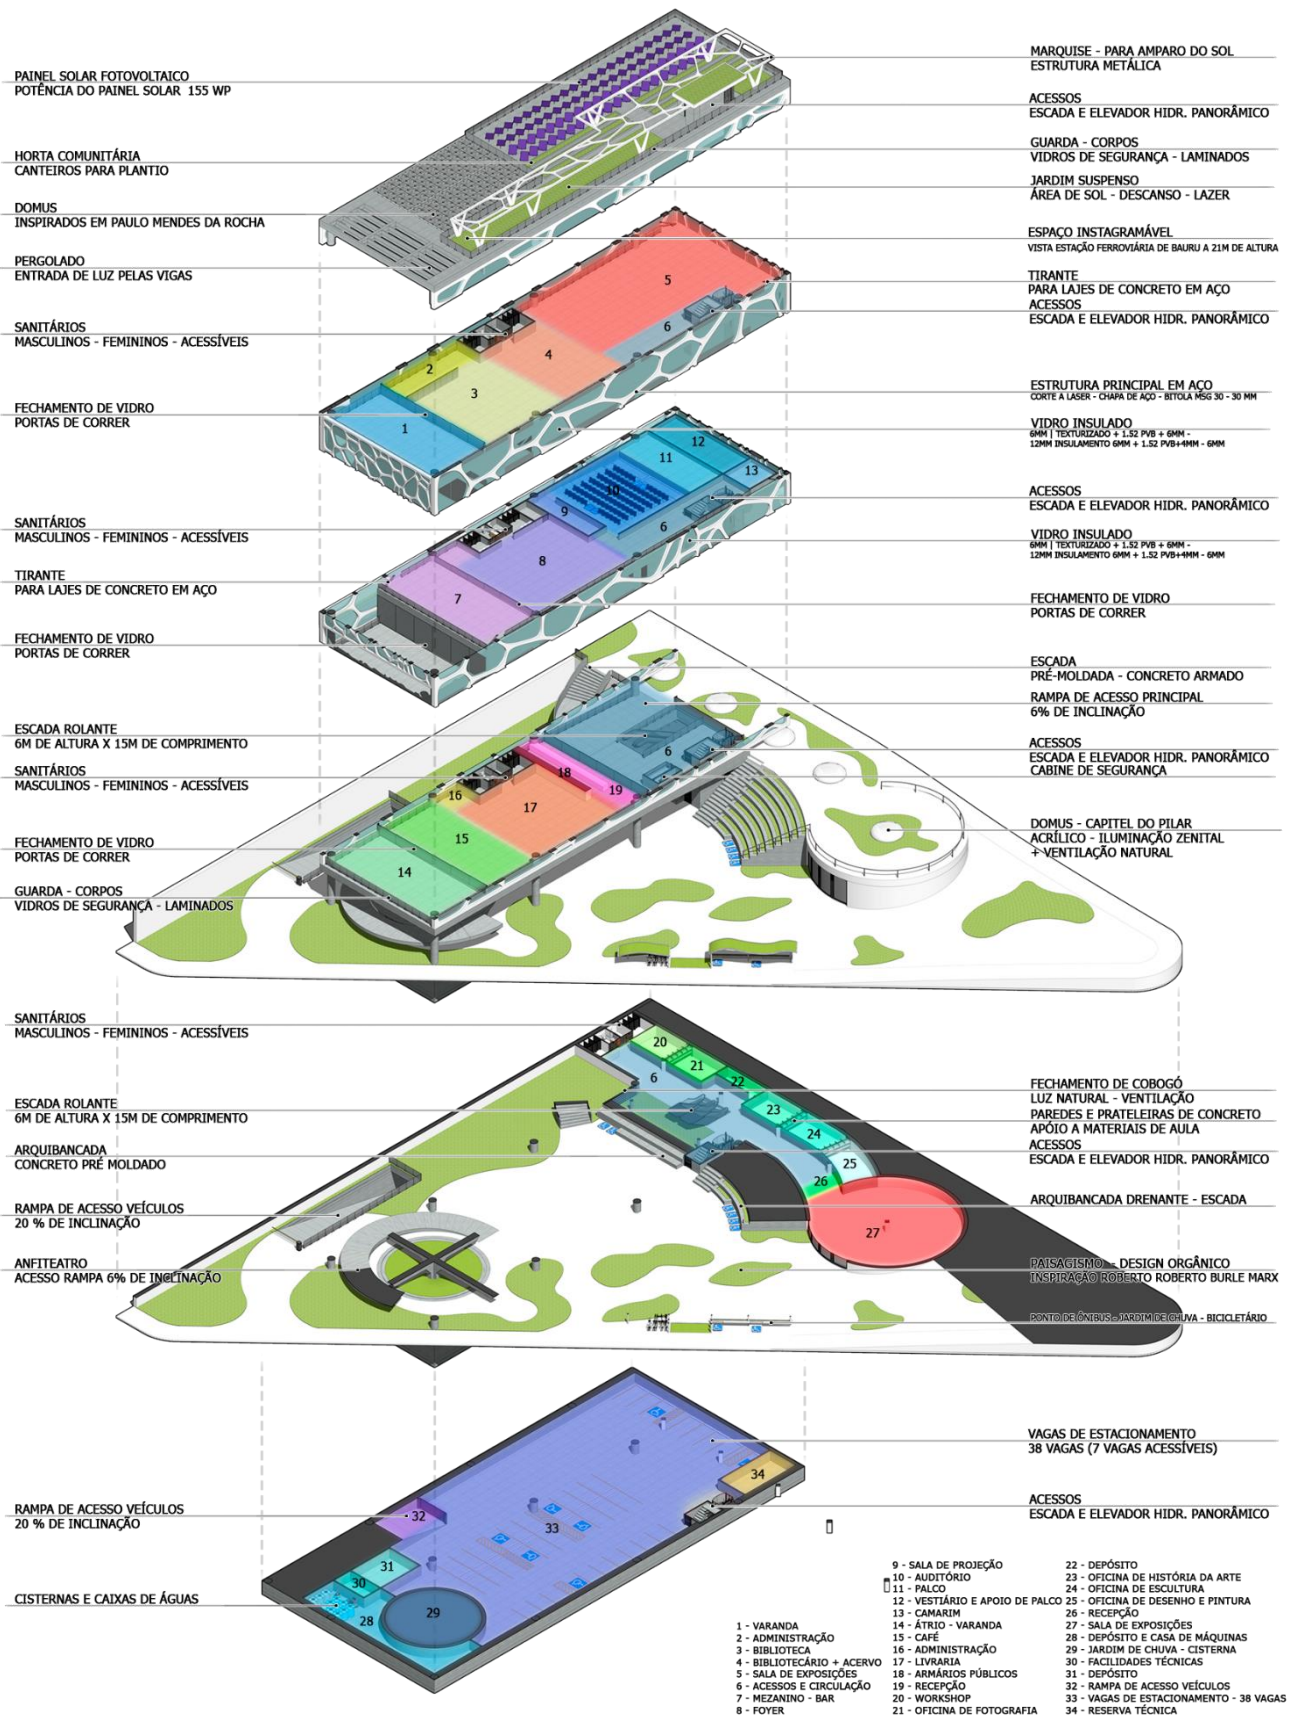 PAINEL SOLAR FOTOVOLTAICO
POTÊNCIA DO PAINEL SOLAR 155 WP
HORTA COMUNITÁRIA
CANTEIROS PARA PLANTIO
DOMUS
INSPIRADOS EM PAULO MENDES DA ROCHA
PERGOLADO
ENTRADA DE LUZ PELAS VIGAS
SANITÁRIOS
MASCULINOS - FEMININOS - ACESSÍVEIS
FECHAMENTO DE VIDRO
PORTAS DE CORRER
SANITÁRIOS
MASCULINOS - FEMININOS - ACESSÍVEIS
TIRANTE
PARA LAJES DE CONCRETO EM AÇO
FECHAMENTO DE VIDRO
PORTAS DE CORRER
ESCADA ROLANTE
6M DE ALTURA X 15M DE COMPRIMENTO
SANITÁRIOS
MASCULINOS - FEMININOS - ACESSÍVEIS
FECHAMENTO DE VIDRO
PORTAS DE CORRER
GUARDA - CORPOS
VIDROS DE SEGURANÇA - LAMINADOS
SANITÁRIOS
MASCULINOS - FEMININOS - ACESSÍVEIS
ESCADA ROLANTE
6M DE ALTURA X 15M DE COMPRIMENTO
ARQUIBANCADA
CONCRETO PRÉ MOLDADO
RAMPA DE ACESSO VEÍCULOS
20 % DE INCLINAÇÃO
ANFITEATRO
ACESSO RAMPA 6% DE INCLINAÇÃO
RAMPA DE ACESSO VEÍCULOS
20 % DE INCLINAÇÃO
CISTERNAS E CAIXAS DE ÁGUAS
MARQUISE - PARA AMPARO DO SOL
ESTRUTURA METÁLICA
ACESSOS
ESCADA E ELEVADOR HIDR. PANORÂMICO
GUARDA - CORPOS
VIDROS DE SEGURANÇA - LAMINADOS
JARDIM SUSPENSO
ÁREA DE SOL - DESCANSO - LAZER
ESPAÇO INSTAGRAMÁVEL
VISTA ESTAÇÃO FERROVIÁRIA DE BAURU A 21M DE ALTURA
TIRANTE
PARA LAJES DE CONCRETO EM AÇO
ACESSOS
ESCADA E ELEVADOR HIDR. PANORÂMICO
ESTRUTURA PRINCIPAL EM AÇO
CORTE A LASER - CHAPA DE AÇO - BITOLA MSG 30 - 30 MM
VIDRO INSULADO
6MM | TEXTURIZADO + 1.52 PVB + 6MM -
12MM INSULAMENTO 6MM + 1.52 PVB+4MM - 6MM
ACESSOS
ESCADA E ELEVADOR HIDR. PANORÂMICO
VIDRO INSULADO
6MM | TEXTURIZADO + 1.52 PVB + 6MM -
12MM INSULAMENTO 6MM + 1.52 PVB+4MM - 6MM
FECHAMENTO DE VIDRO
PORTAS DE CORRER
ESCADA
PRÉ-MOLDADA - CONCRETO ARMADO
RAMPA DE ACESSO PRINCIPAL
6% DE INCLINAÇÃO
ACESSOS
ESCADA E ELEVADOR HIDR. PANORÂMICO
CABINE DE SEGURANÇA
DOMUS - CAPITEL DO PILAR
ACRÍLICO - ILUMINAÇÃO ZENITAL
+ VENTILAÇÃO NATURAL
FECHAMENTO DE COBOGÓ
LUZ NATURAL - VENTILAÇÃO
PAREDES E PRATELEIRAS DE CONCRETO
APÓIO A MATERIAIS DE AULA
ACESSOS
ESCADA E ELEVADOR HIDR. PANORÂMICO
ARQUIBANCADA DRENANTE - ESCADA
PAISAGISMO - DESIGN ORGÂNICO
INSPIRAÇÃO ROBERTO ROBERTO BURLE MARX
PONTO DE ÔNIBUS - JARDIM DE CHUVA - BICICLETÁRIO
VAGAS DE ESTACIONAMENTO
38 VAGAS (7 VAGAS ACESSÍVEIS)
ACESSOS
ESCADA E ELEVADOR HIDR. PANORÂMICO
5
6
4
2
3
1
12
11
13
10
9
6
8
7
6
18
19
16
17
15
14
20
21
6
22
23
24
25
26
27
34
32
33
31
30
29
28
1 - VARANDA
2 - ADMINISTRAÇÃO
3 - BIBLIOTECA
4 - BIBLIOTECÁRIO + ACERVO
5 - SALA DE EXPOSIÇÕES
6 - ACESSOS E CIRCULAÇÃO
7 - MEZANINO - BAR
8 - FOYER
9 - SALA DE PROJEÇÃO
10 - AUDITÓRIO
11 - PALCO
12 - VESTIÁRIO E APOIO DE PALCO
13 - CAMARIM
14 - ÁTRIO - VARANDA
15 - CAFÉ
16 - ADMINISTRAÇÃO
17 - LIVRARIA
18 - ARMÁRIOS PÚBLICOS
19 - RECEPÇÃO
20 - WORKSHOP
21 - OFICINA DE FOTOGRAFIA
22 - DEPÓSITO
23 - OFICINA DE HISTÓRIA DA ARTE
24 - OFICINA DE ESCULTURA
25 - OFICINA DE DESENHO E PINTURA
26 - RECEPÇÃO
27 - SALA DE EXPOSIÇÕES
28 - DEPÓSITO E CASA DE MÁQUINAS
29 - JARDIM DE CHUVA - CISTERNA
30 - FACILIDADES TÉCNICAS
31 - DEPÓSITO
32 - RAMPA DE ACESSO VEÍCULOS
33 - VAGAS DE ESTACIONAMENTO - 38 VAGAS
34 - RESERVA TÉCNICA